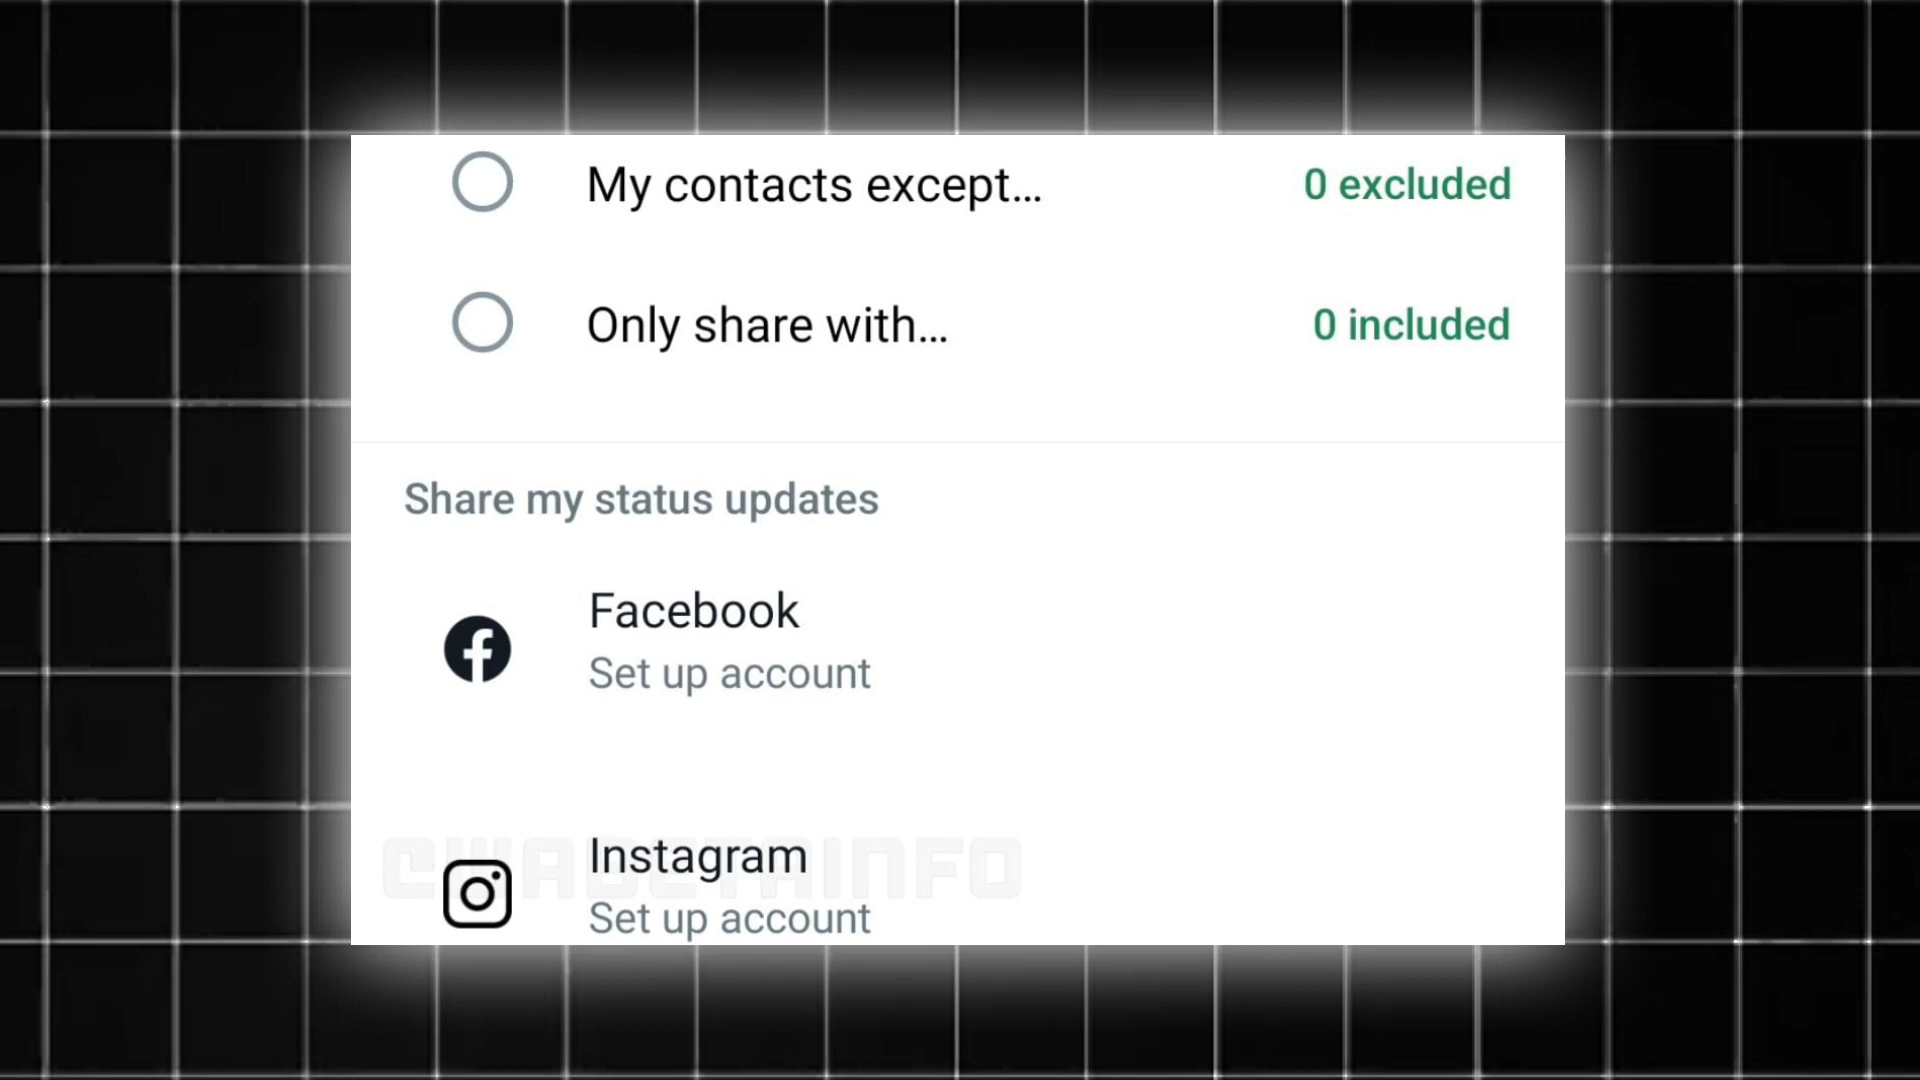 My contacts except...
0 excluded
Only share with...
0 included
Share my status updates
Facebook
Set up account
CWABETAINFO
Instagram
Set up account